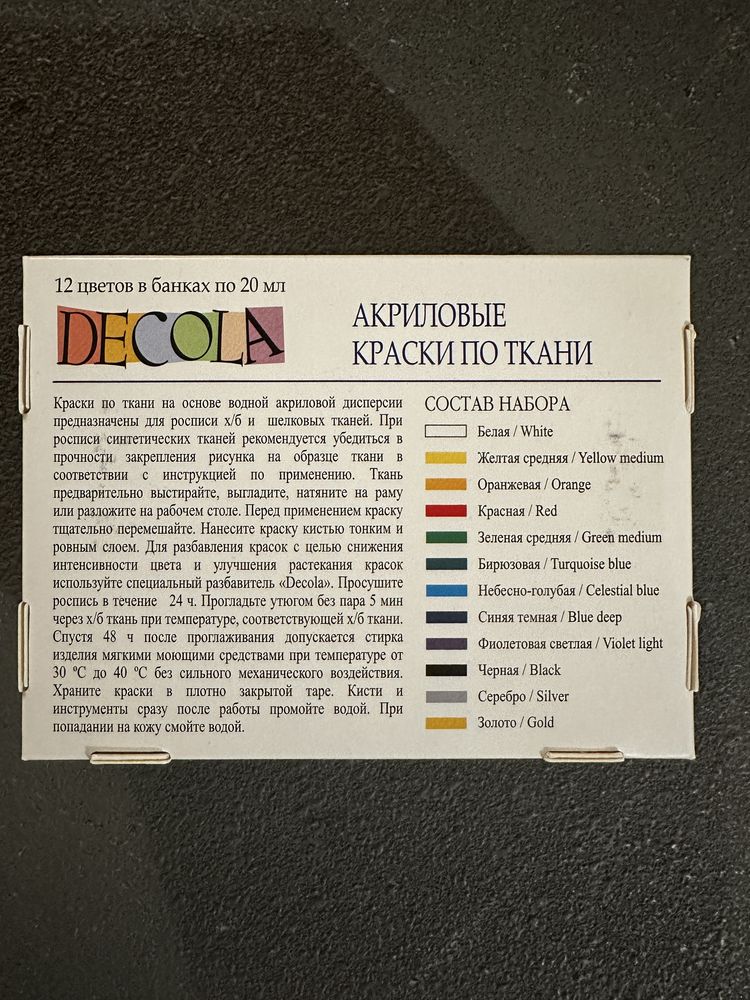 12 цветов в банках по 20 мл
DECOLA
АКРИЛОВЫЕ
КРАСКИ ПО ТКАНИ
Краски по ткани на основе водной акриловой дисперсии
предназначены для росписи х/б и шелковых тканей. При
росписи синтетических тканей рекомендуется убедиться в
прочности закрепления рисунка на образце ткани в
соответствии с инструкцией по применению. Ткань
предварительно выстирайте, выгладите, натяните на раму
или разложите на рабочем столе. Перед применением краску
тщательно перемешайте. Нанесите краску кистью тонким и
ровным слоем. Для разбавления красок с целью снижения
интенсивности цвета и улучшения растекания красок
используйте специальный разбавитель «Decola». Просушите
роспись в течение 24 ч. Прогладьте утюгом без пара 5 мин
через х/б ткань при температуре, соответствующей х/б ткани.
Спустя 48 ч после проглаживания допускается стирка
изделия мягкими моющими средствами при температуре от
30 ºС до 40 ºС без сильного механического воздействия.
Храните краски в плотно закрытой таре. Кисти и
инструменты сразу после работы промойте водой. При
попадании на кожу смойте водой.
СОСТАВ НАБОРА
Белая / White
Желтая средняя / Yellow medium
Оранжевая / Orange
Красная / Red
Зеленая средняя / Green medium
Бирюзовая / Turquoise blue
Небесно-голубая / Celestial blue
Синяя темная / Blue deep
Фиолетовая светлая / Violet light
Черная / Black
Серебро / Silver
Золото / Gold